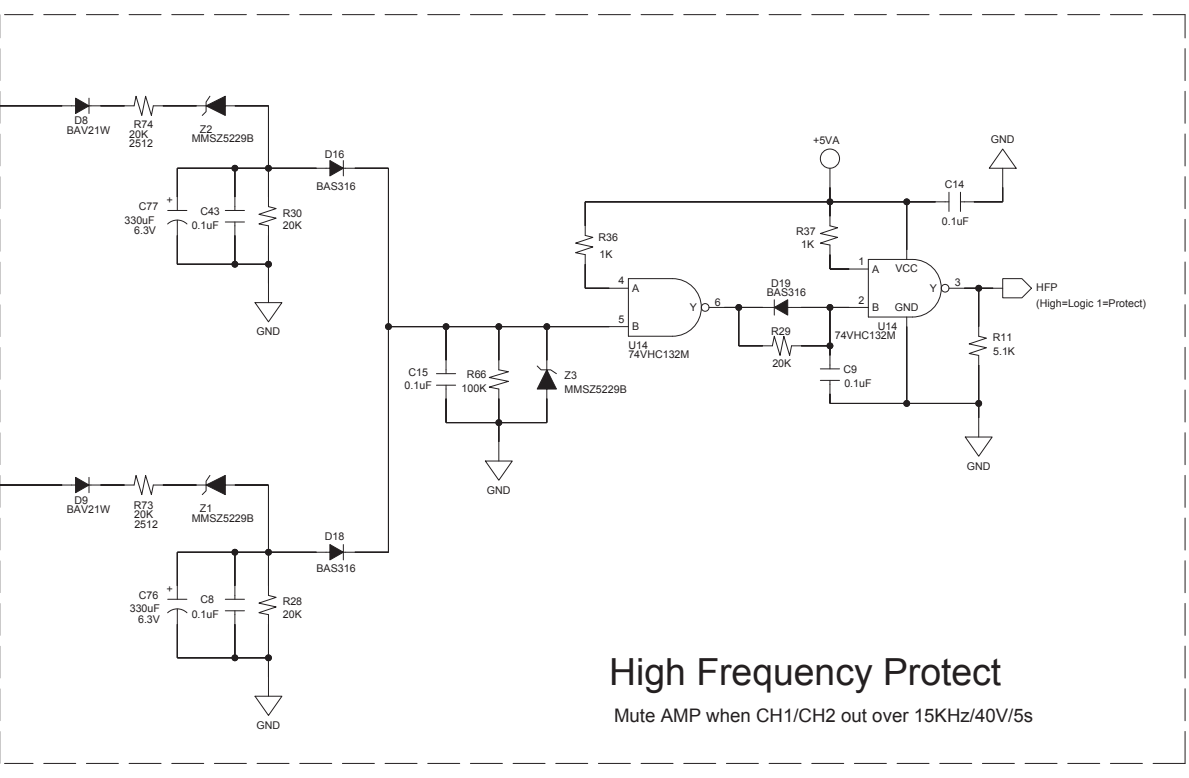 D8
BAV21W
R74
20K
2512
Z2
MMSZ5229B
D16
BAS316
C77
+
330uF
6.3V
C43
0.1uF
R30
20K
GND
+5VA
GND
C14
0.1uF
R36
1K
R37
1K
4
A
5
B
Y
6
U14
74VHC132M
D19
BAS316
R29
20K
1
A
VCC
2
B
GND
Y
3
U14
74VHC132M
HFP
(High=Logic 1=Protect)
R11
5.1K
C9
0.1uF
GND
C15
0.1uF
R66
100K
Z3
MMSZ5229B
GND
D9
BAV21W
R73
20K
2512
Z1
MMSZ5229B
D18
BAS316
C76
+
330uF
6.3V
C8
0.1uF
R28
20K
GND
High Frequency Protect
Mute AMP when CH1/CH2 out over 15KHz/40V/5s